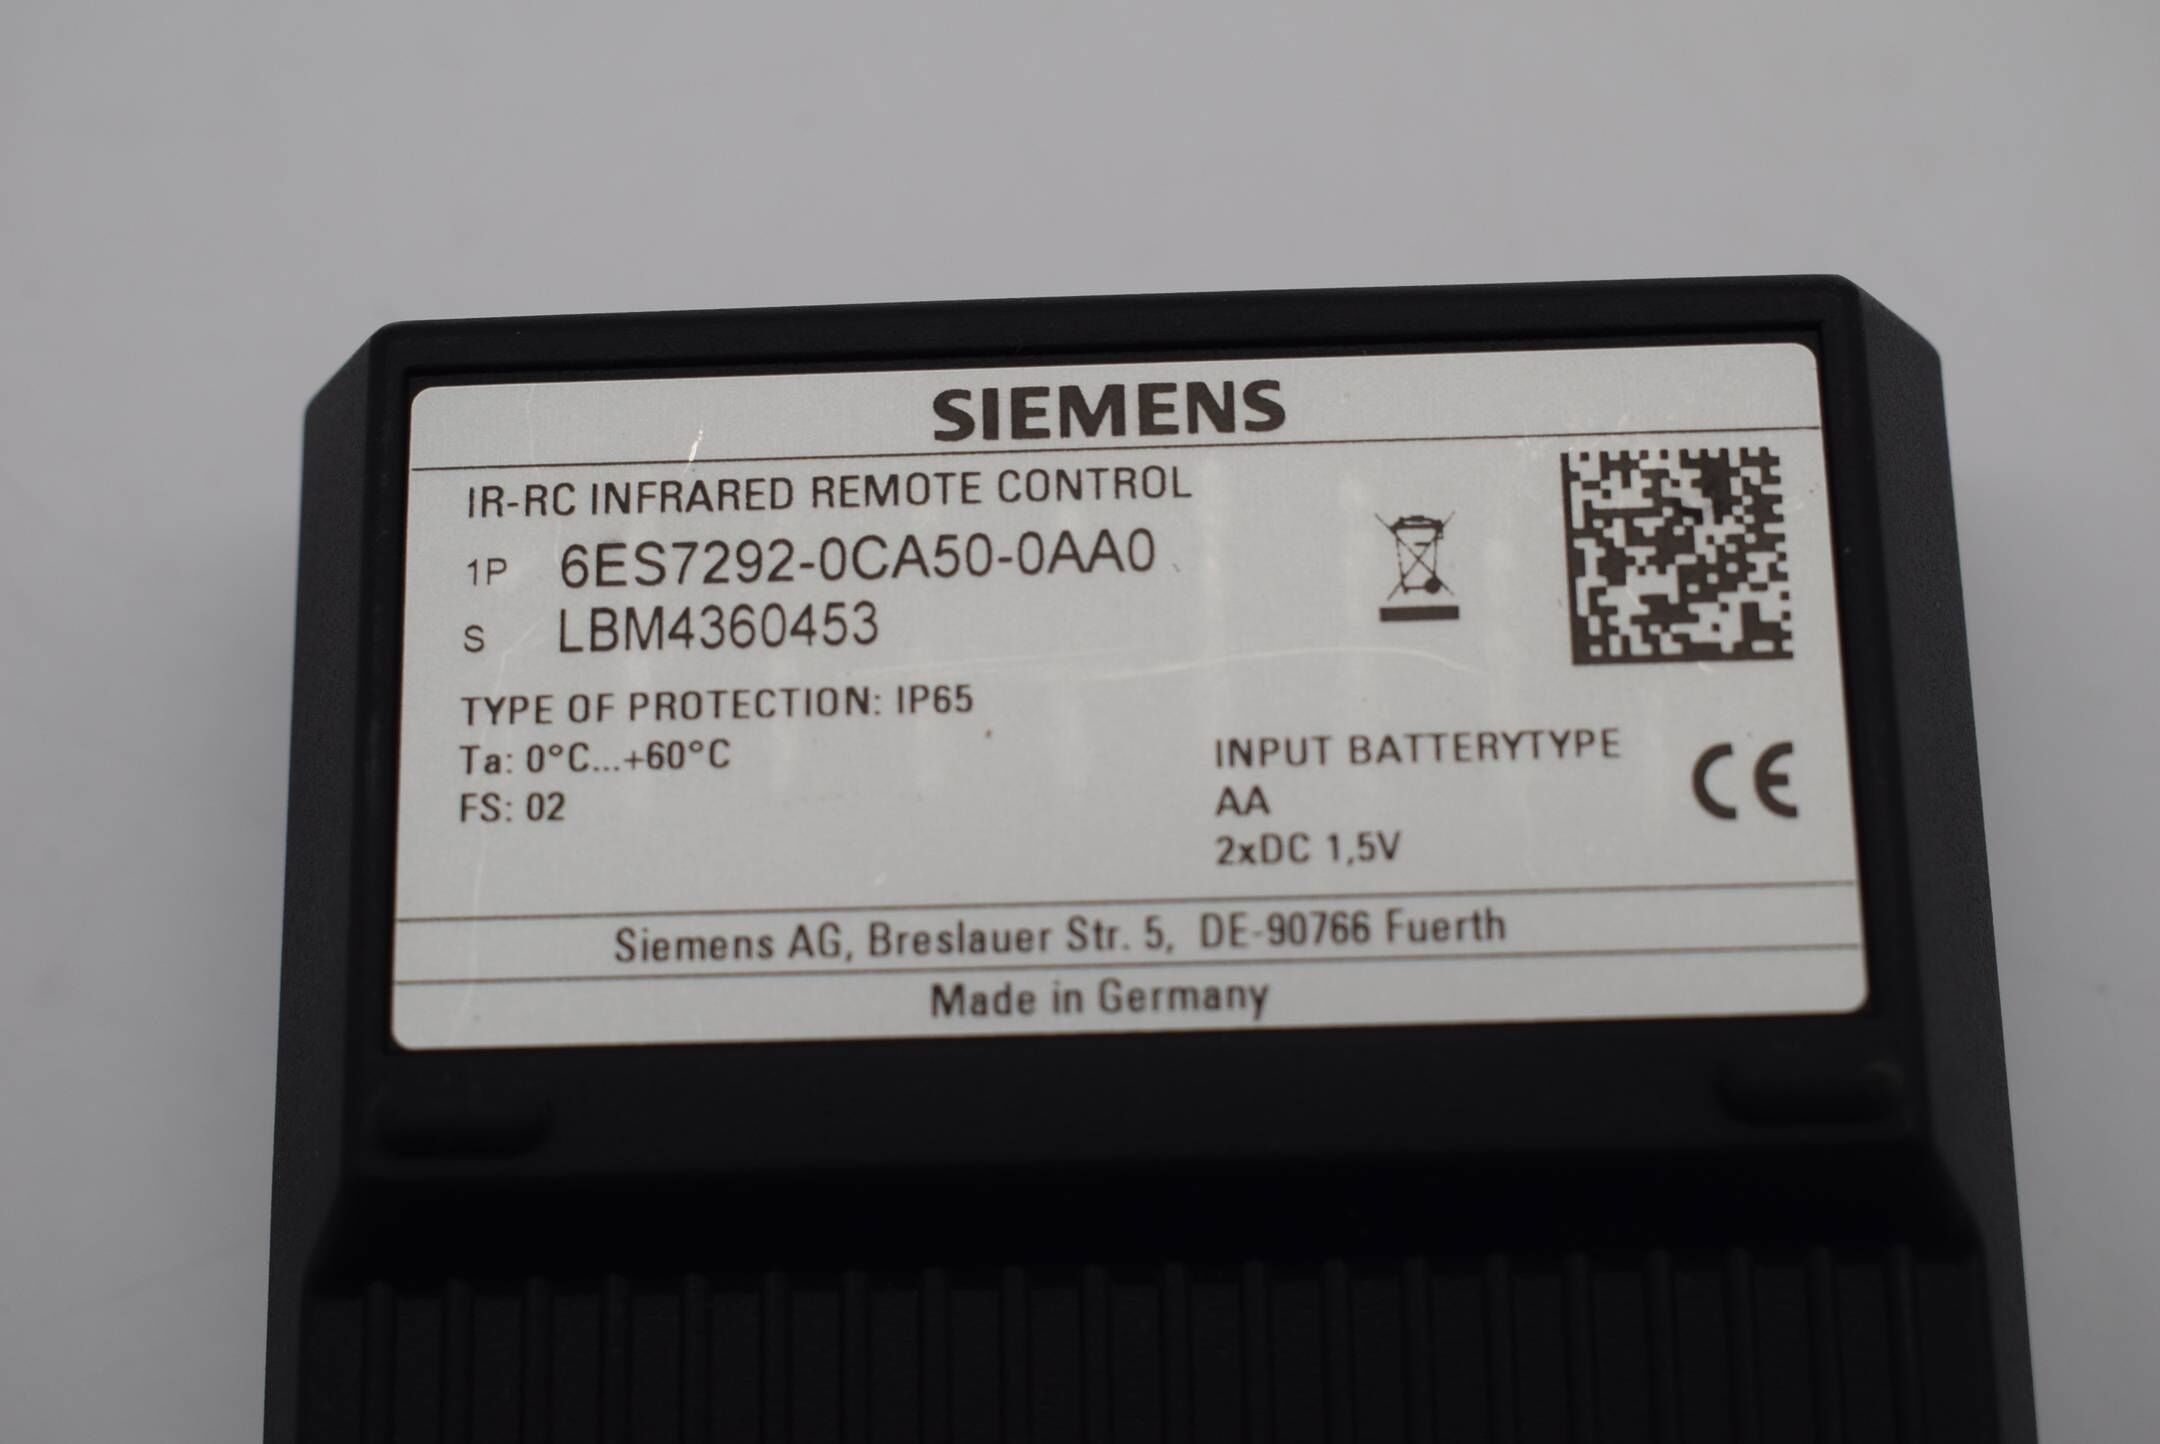 SIEMENS
IR-RC INFRARED REMOTE CONTROL
1P 6ES7292-0CA50-0AA0
S LBM4360453
TYPE OF PROTECTION: IP65
Ta: 0°C...+60°C
FS: 02
INPUT BATTERYTYPE
AA
2xDC 1,5V
CE
Siemens AG, Breslauer Str. 5, DE-90766 Fuerth
Made in Germany